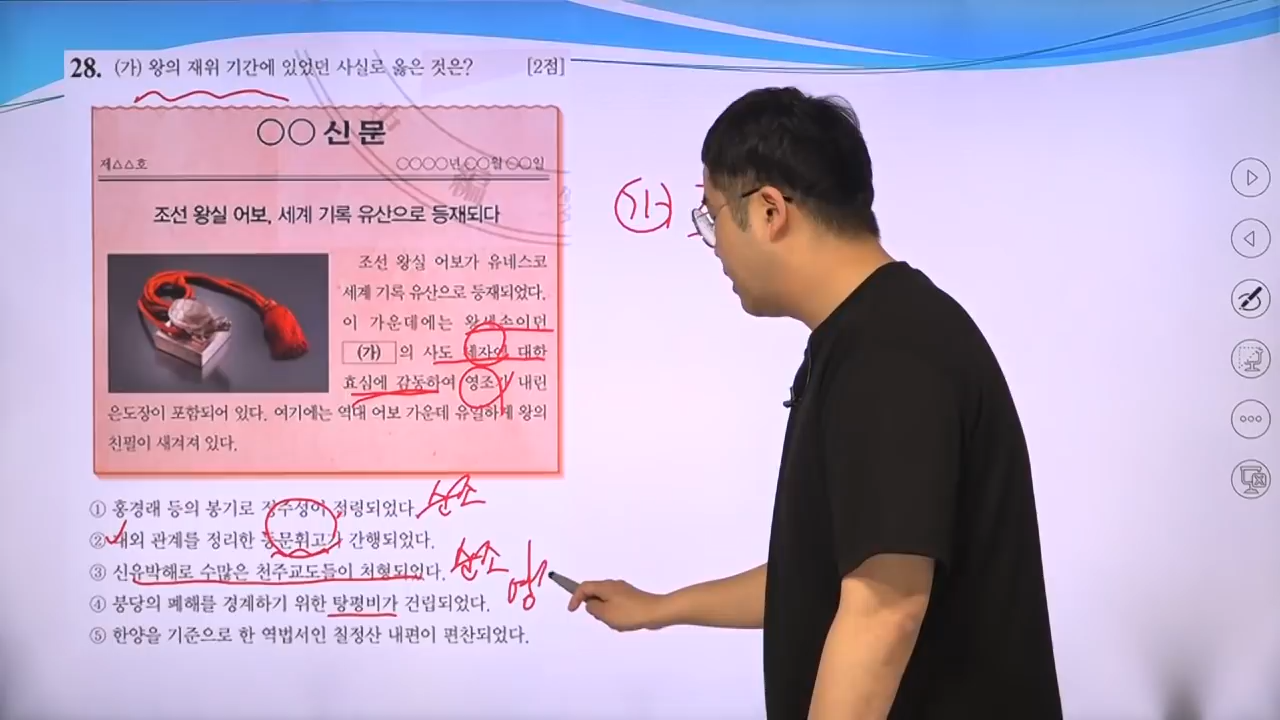 28. (가) 왕의 재위 기간에 있었던 사실로 옳은 것은? [2점]
○○신문
제△△호 ○○○○년 ○○월 ○○일
조선 왕실 어보, 세계 기록 유산으로 등재되다
조선 왕실 어보가 유네스코
세계 기록 유산으로 등재되었다.
이 가운데에는 왕세손이던
(가) 의 사도 세자에 대한
효심에 감동하여 영조가 내린
은도장이 포함되어 있다. 여기에는 역대 어보 가운데 유일하게 왕의
친필이 새겨져 있다.
① 홍경래 등의 봉기로 정주성이 점령되었다. 순조
② 대외 관계를 정리한 동문휘고가 간행되었다.
③ 신유박해로 수많은 천주교도들이 처형되었다. 순조
④ 붕당의 폐해를 경계하기 위한 탕평비가 건립되었다. 영
⑤ 한양을 기준으로 한 역법서인 칠정산 내편이 편찬되었다.
가